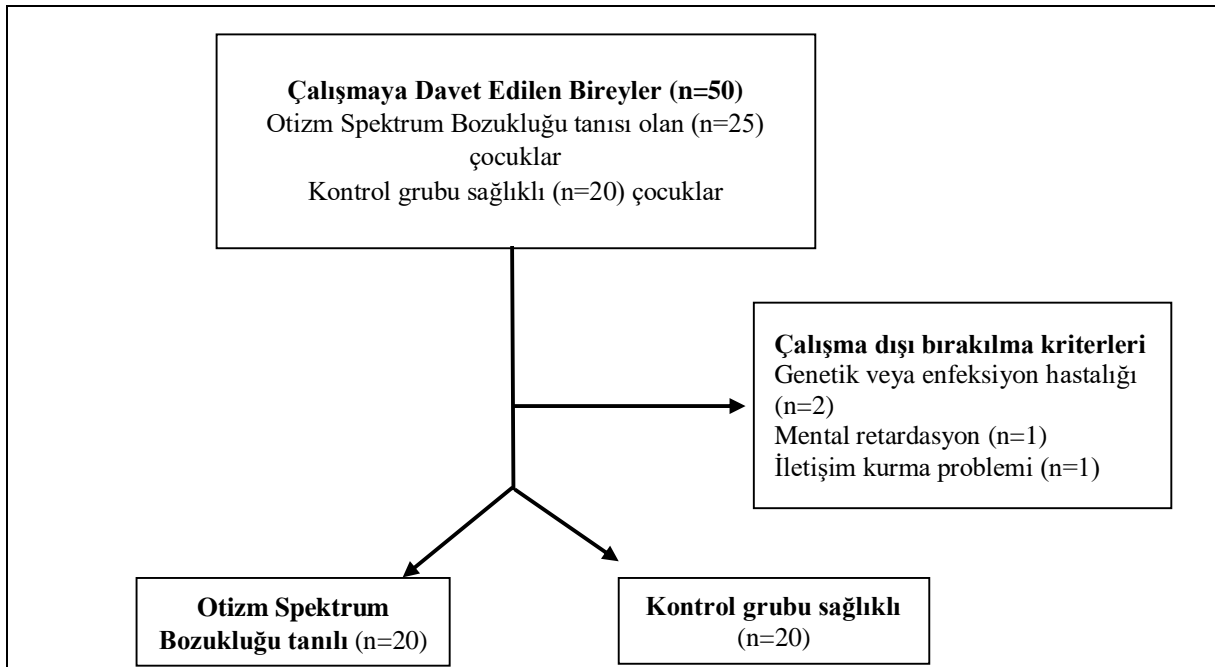 Çalışmaya Davet Edilen Bireyler (n=50)
Otizm Spektrum Bozukluğu tanısı olan (n=25)
çocuklar
Kontrol grubu sağlıklı (n=20) çocuklar
Çalışma dışı bırakılma kriterleri
Genetik veya enfeksiyon hastalığı
(n=2)
Mental retardasyon (n=1)
İletişim kurma problemi (n=1)
Otizm Spektrum
Bozukluğu tanılı (n=20)
Kontrol grubu sağlıklı
(n=20)